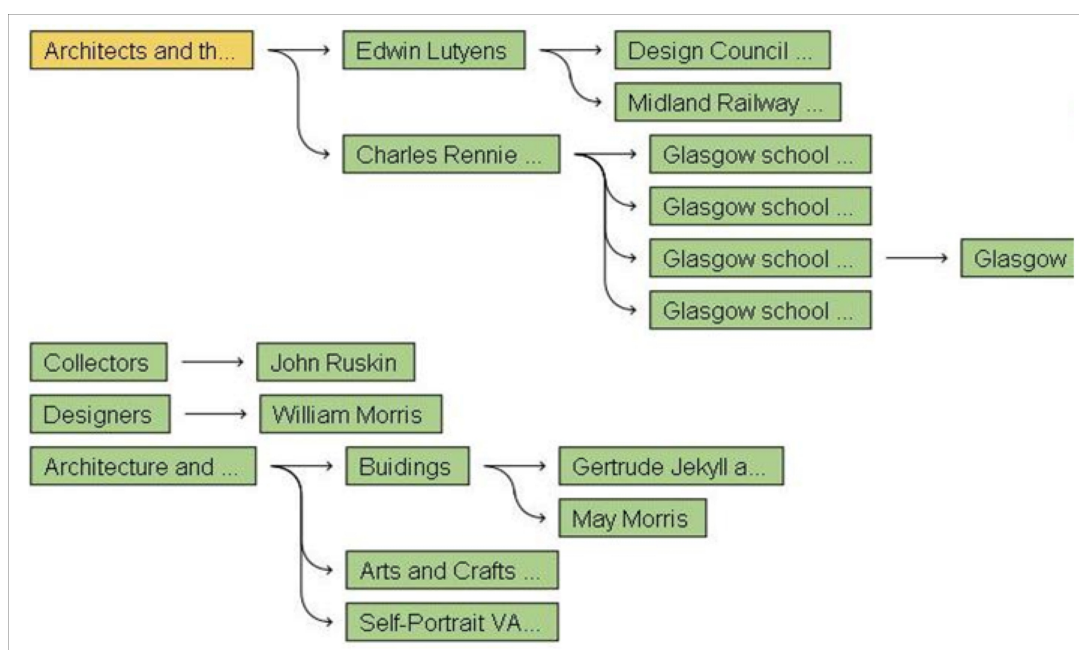 Architects and th...
Edwin Lutyens
Design Council ...
Midland Railway ...
Charles Rennie ...
Glasgow school ...
Glasgow school ...
Glasgow school ...
Glasgow
Glasgow school ...
Collectors
John Ruskin
Designers
William Morris
Architecture and ...
Buidings
Gertrude Jekyll a...
May Morris
Arts and Crafts ...
Self-Portrait VA...